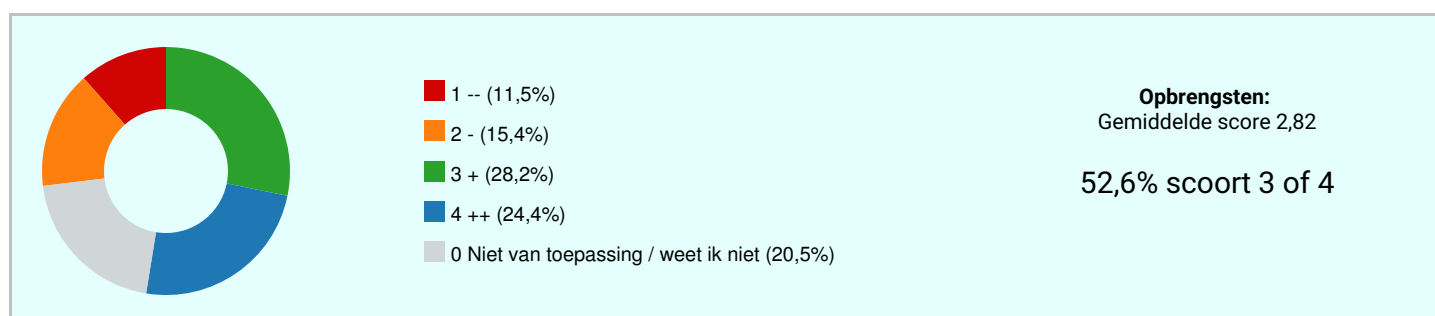 1 -- (11,5%)
2 - (15,4%)
3 + (28,2%)
4 ++ (24,4%)
0 Niet van toepassing / weet ik niet (20,5%)
Opbrengsten:
Gemiddelde score 2,82
52,6% scoort 3 of 4